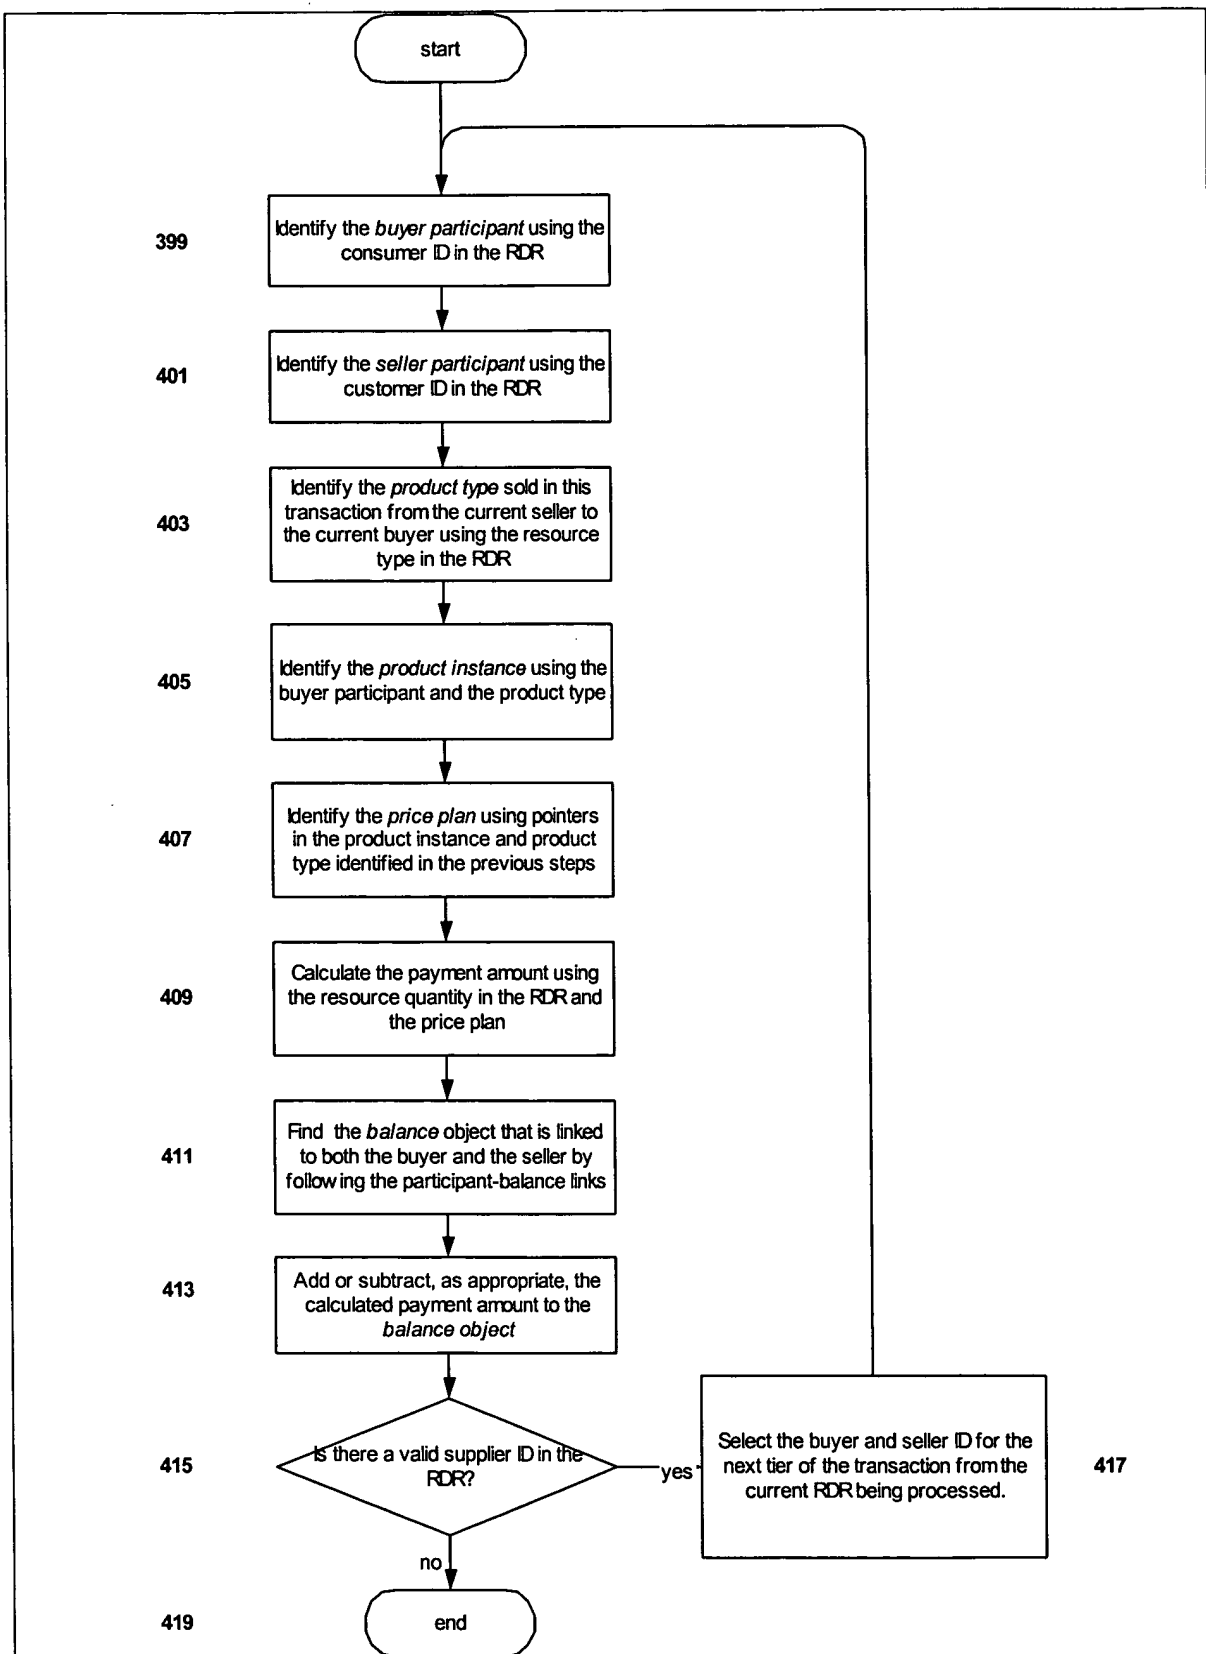 start
399
Identify the buyer participant using the
consumer ID in the RDR
401
Identify the seller participant using the
customer ID in the RDR
403
Identify the product type sold in this
transaction from the current seller to
the current buyer using the resource
type in the RDR
405
Identify the product instance using the
buyer participant and the product type
407
Identify the price plan using pointers
in the product instance and product
type identified in the previous steps
409
Calculate the payment amount using
the resource quantity in the RDR and
the price plan
411
Find the balance object that is linked
to both the buyer and the seller by
following the participant-balance links
413
Add or subtract, as appropriate, the
calculated payment amount to the
balance object
415
Is there a valid supplier ID in the
RDR?
yes
Select the buyer and seller ID for the
next tier of the transaction from the
current RDR being processed.
417
no
419
end